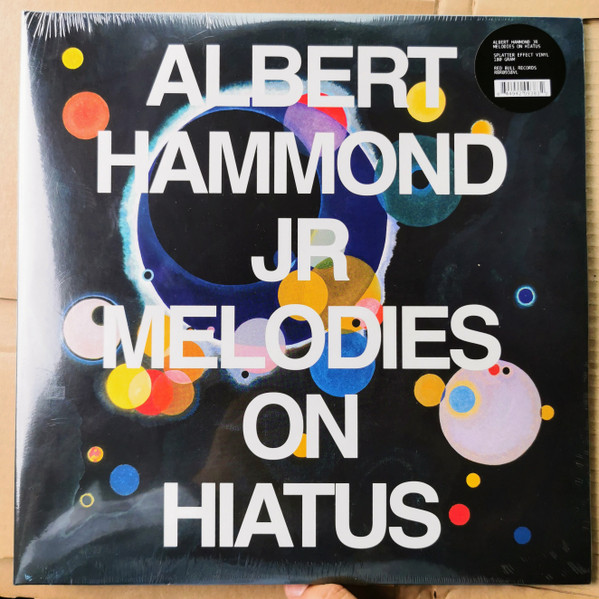 ALBERT
HAMMOND
JR
MELODIES
ON
HIATUS
ALBERT HAMMOND JR
MELODIES ON HIATUS
SPLATTER EFFECT VINYL
180 GRAM
RED BULL RECORDS